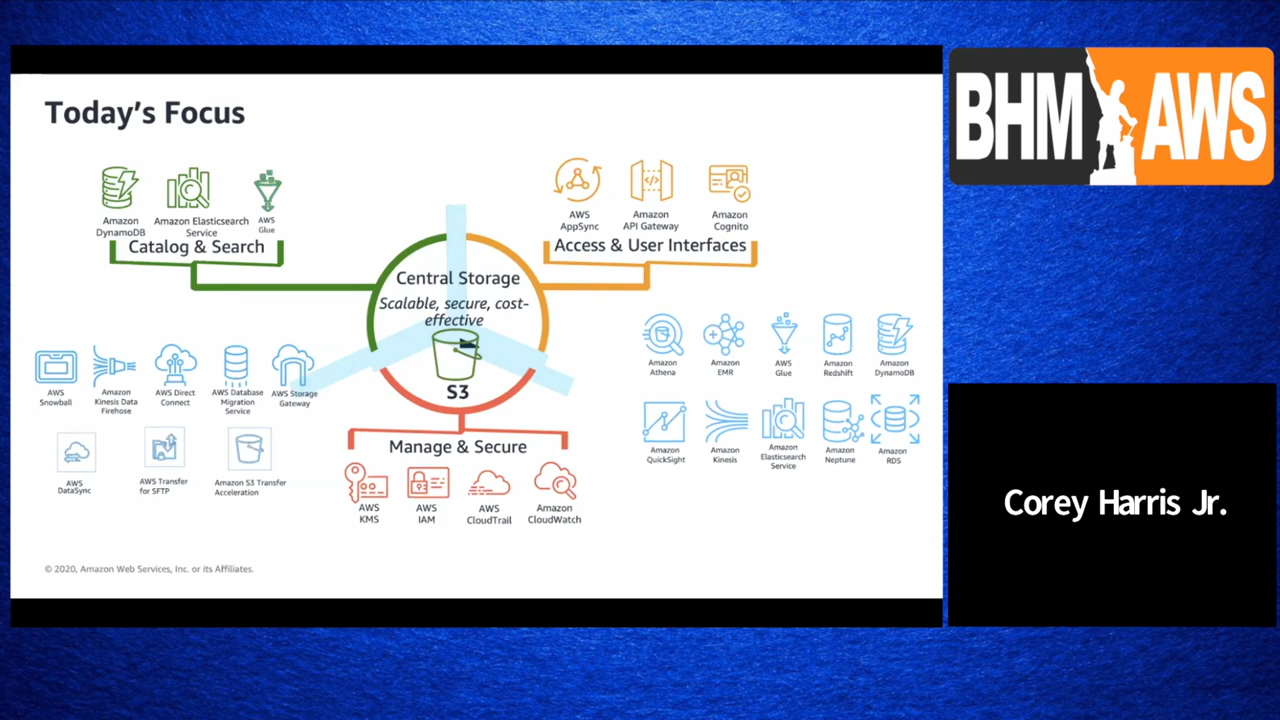 Today's Focus
Amazon
DynamoDB
Amazon Elasticsearch
Service
AWS
Glue
Catalog & Search
AWS
AppSync
Amazon
API Gateway
Amazon
Cognito
Access & User Interfaces
Central Storage
Scalable, secure, cost-
effective
S3
AWS
Snowball
Amazon
Kinesis Data
Firehose
AWS Direct
Connect
AWS Database
Migration
Service
AWS Storage
Gateway
AWS
DataSync
AWS Transfer
for SFTP
Amazon S3 Transfer
Acceleration
Manage & Secure
AWS
KMS
AWS
IAM
AWS
CloudTrail
Amazon
CloudWatch
Amazon
Athena
Amazon
EMR
AWS
Glue
Amazon
Redshift
Amazon
DynamoDB
Amazon
QuickSight
Amazon
Kinesis
Amazon
Elasticsearch
Service
Amazon
Neptune
Amazon
RDS
© 2020, Amazon Web Services, Inc. or its Affiliates.
BHM AWS
Corey Harris Jr.